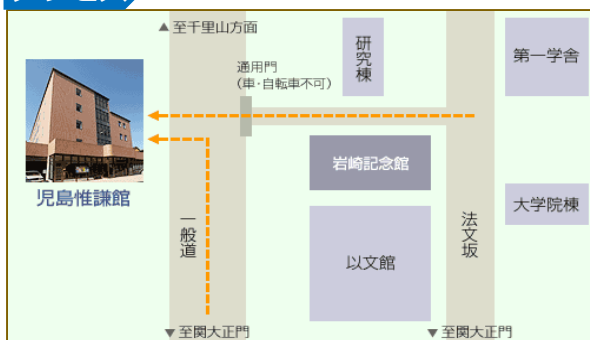 ▲至千里山方面
通用門
(車・自転車不可)
研究棟
第一学舎
児島惟謙館
岩崎記念館
大学院棟
一般道
以文館
法文坂
▼至関大正門
▼至関大正門